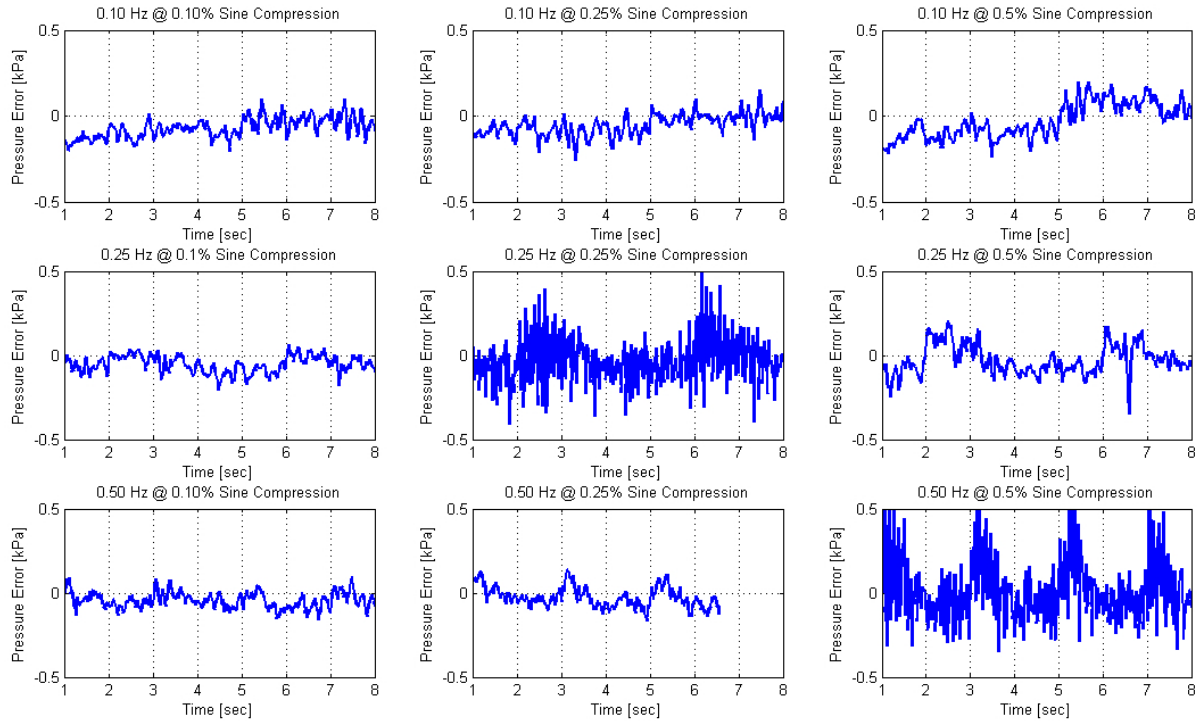 0.10 Hz @ 0.10% Sine Compression
0.5
0
-0.5
Pressure Error [kPa]
1 2 3 4 5 6 7 8
Time [sec]
0.10 Hz @ 0.25% Sine Compression
0.5
0
-0.5
Pressure Error [kPa]
1 2 3 4 5 6 7 8
Time [sec]
0.10 Hz @ 0.5% Sine Compression
0.5
0
-0.5
Pressure Error [kPa]
1 2 3 4 5 6 7 8
Time [sec]
0.25 Hz @ 0.1% Sine Compression
0.5
0
-0.5
Pressure Error [kPa]
1 2 3 4 5 6 7 8
Time [sec]
0.25 Hz @ 0.25% Sine Compression
0.5
0
-0.5
Pressure Error [kPa]
1 2 3 4 5 6 7 8
Time [sec]
0.25 Hz @ 0.5% Sine Compression
0.5
0
-0.5
Pressure Error [kPa]
1 2 3 4 5 6 7 8
Time [sec]
0.50 Hz @ 0.10% Sine Compression
0.5
0
-0.5
Pressure Error [kPa]
1 2 3 4 5 6 7 8
Time [sec]
0.50 Hz @ 0.25% Sine Compression
0.5
0
-0.5
Pressure Error [kPa]
1 2 3 4 5 6 7 8
Time [sec]
0.50 Hz @ 0.5% Sine Compression
0.5
0
-0.5
Pressure Error [kPa]
1 2 3 4 5 6 7 8
Time [sec]